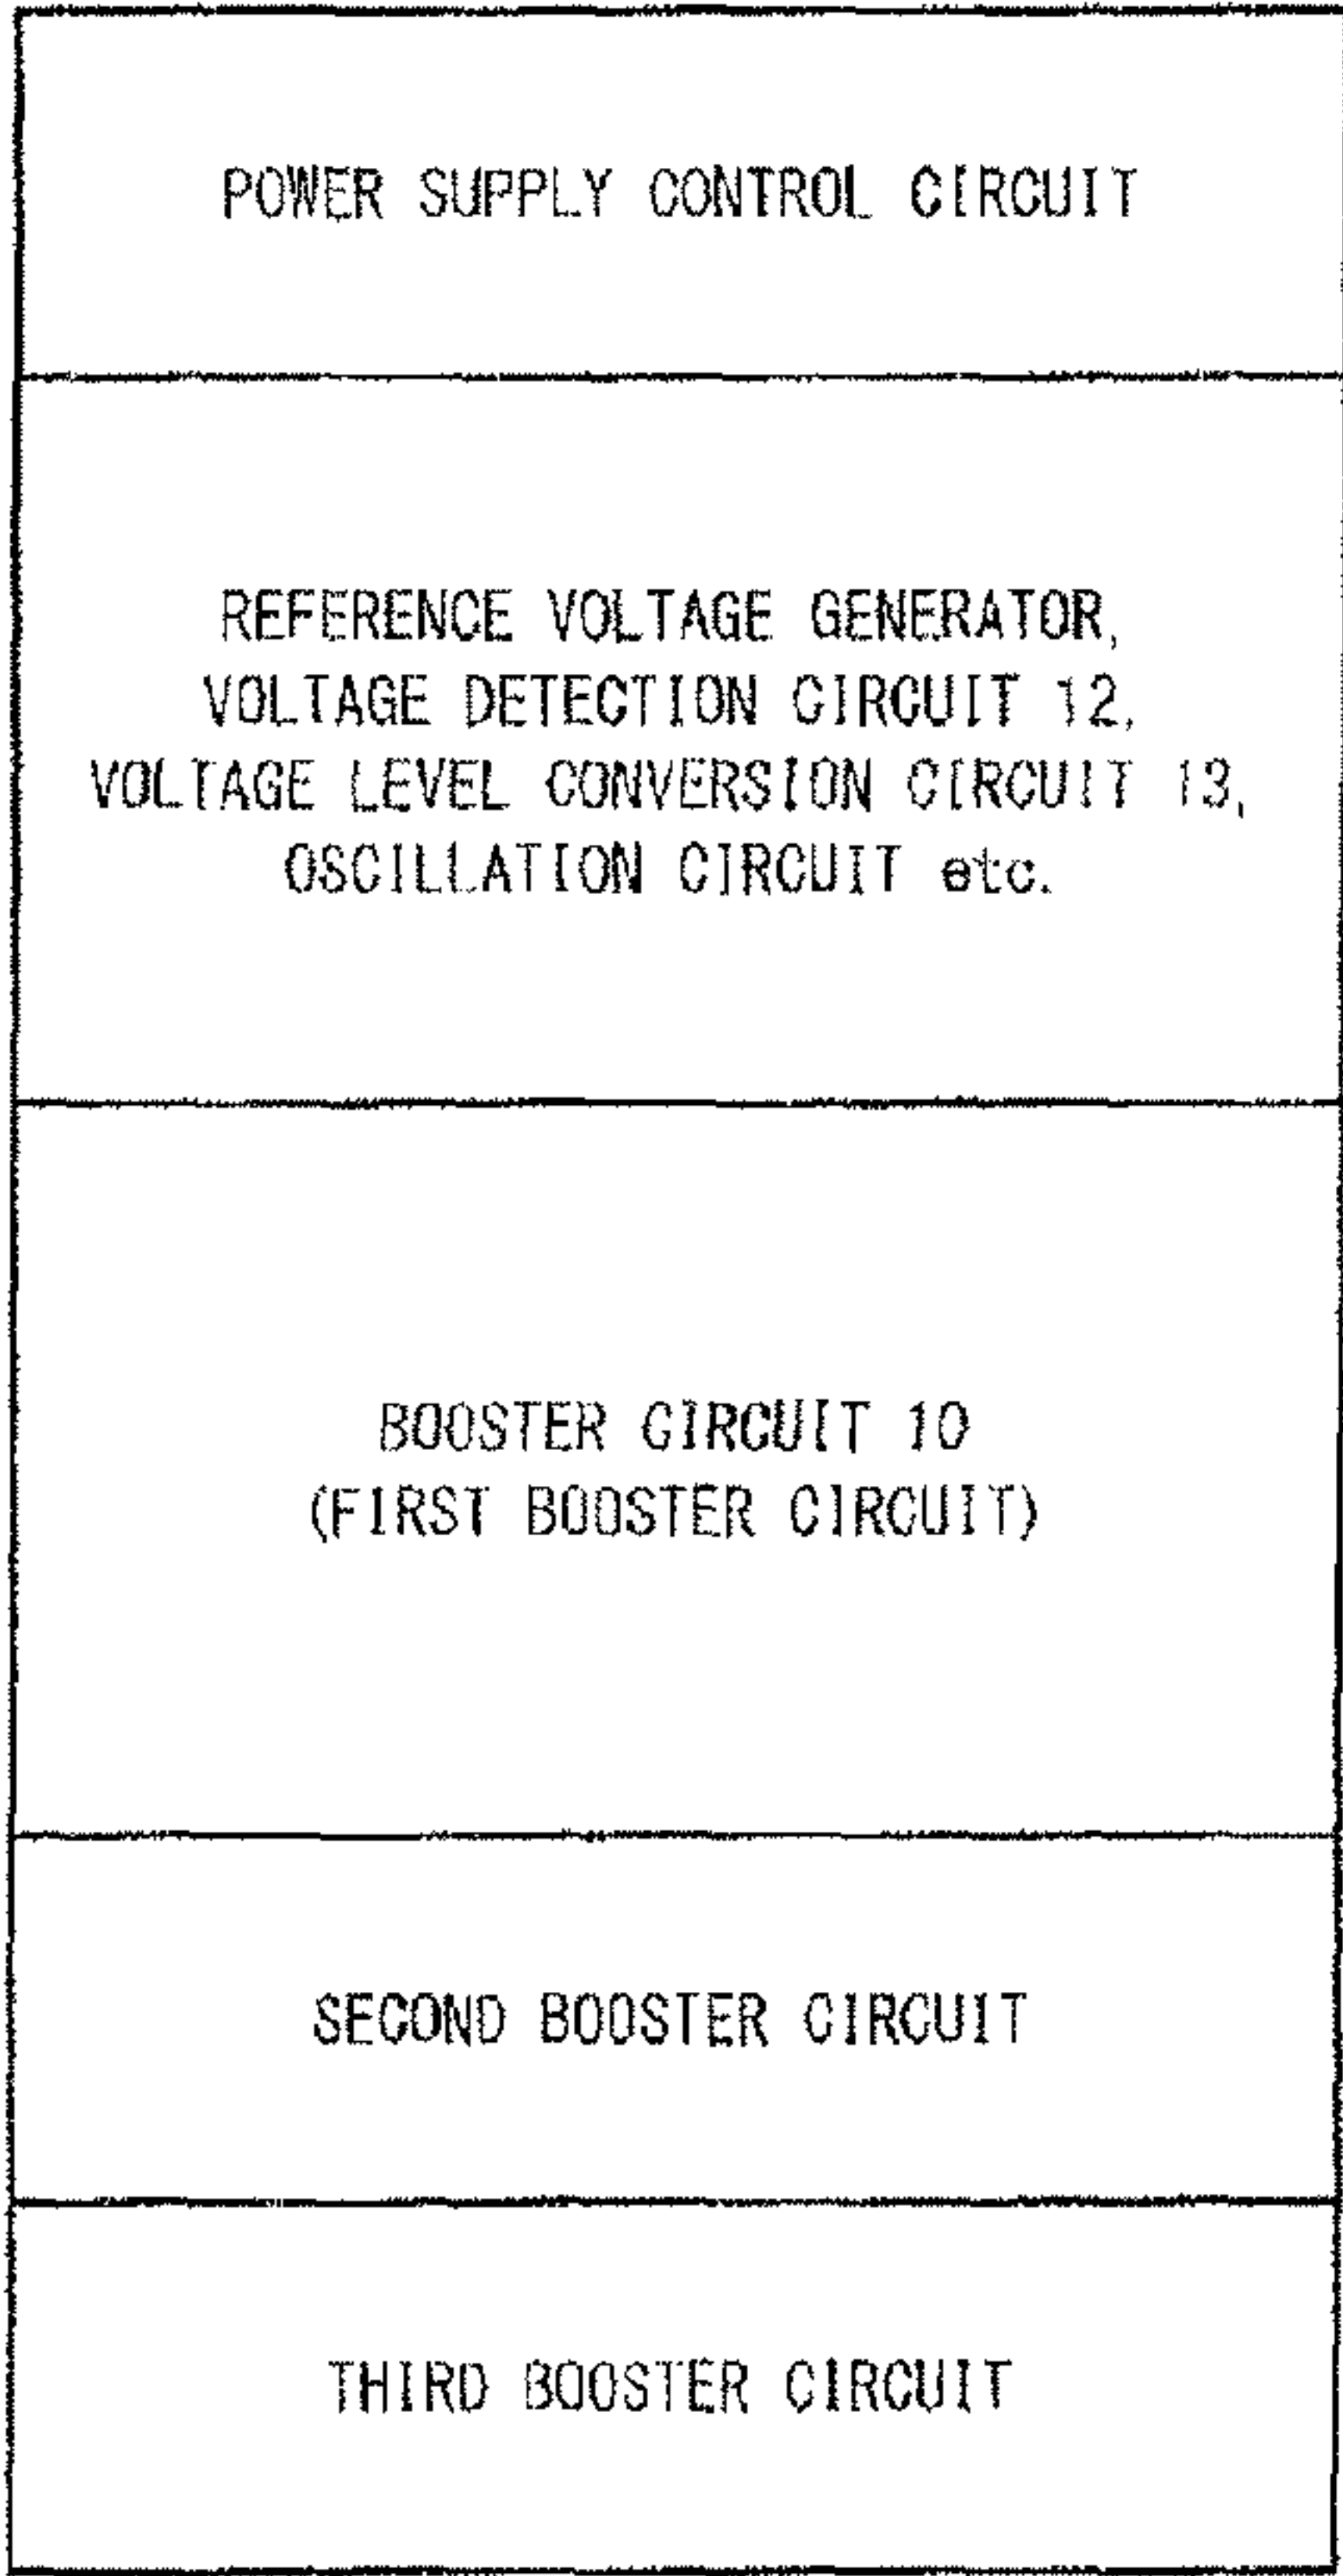 POWER SUPPLY CONTROL CIRCUIT
REFERENCE VOLTAGE GENERATOR,
VOLTAGE DETECTION CIRCUIT 12,
VOLTAGE LEVEL CONVERSION CIRCUIT 13,
OSCILLATION CIRCUIT etc.
BOOSTER CIRCUIT 10
(FIRST BOOSTER CIRCUIT)
SECOND BOOSTER CIRCUIT
THIRD BOOSTER CIRCUIT